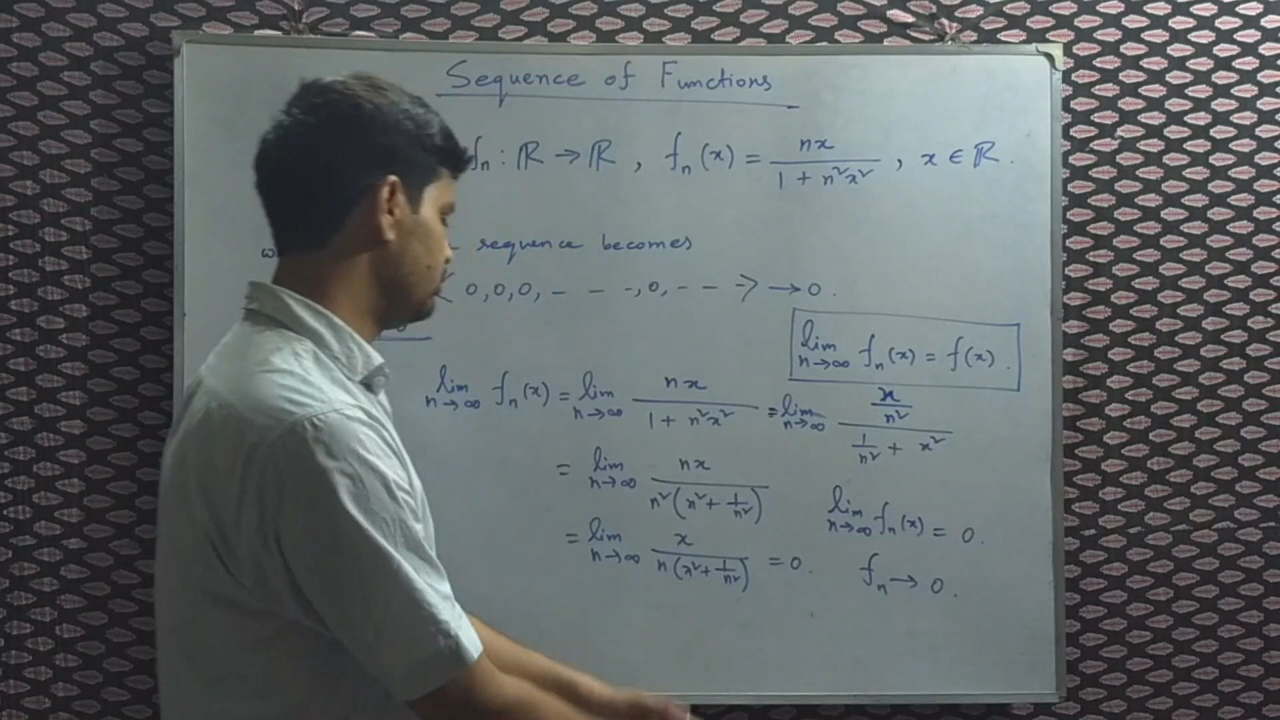 Sequence of Functions
fn : ℝ → ℝ , fn(x) = nx / (1 + n²x²) , x ∈ ℝ .
sequence becomes
0,0,0, – – –,0, – – –> → 0 .
lim n→∞ fn(x) = f(x) .
lim n→∞ fn(x) = lim n→∞ nx / (1 + n²x²) = lim n→∞ (x/n²) / (1/n² + x²)
= lim n→∞ nx / (n²(x² + 1/n²))
lim n→∞ fn(x) = 0 .
= lim n→∞ x / (n(x² + 1/n²)) = 0 .
fn → 0 .